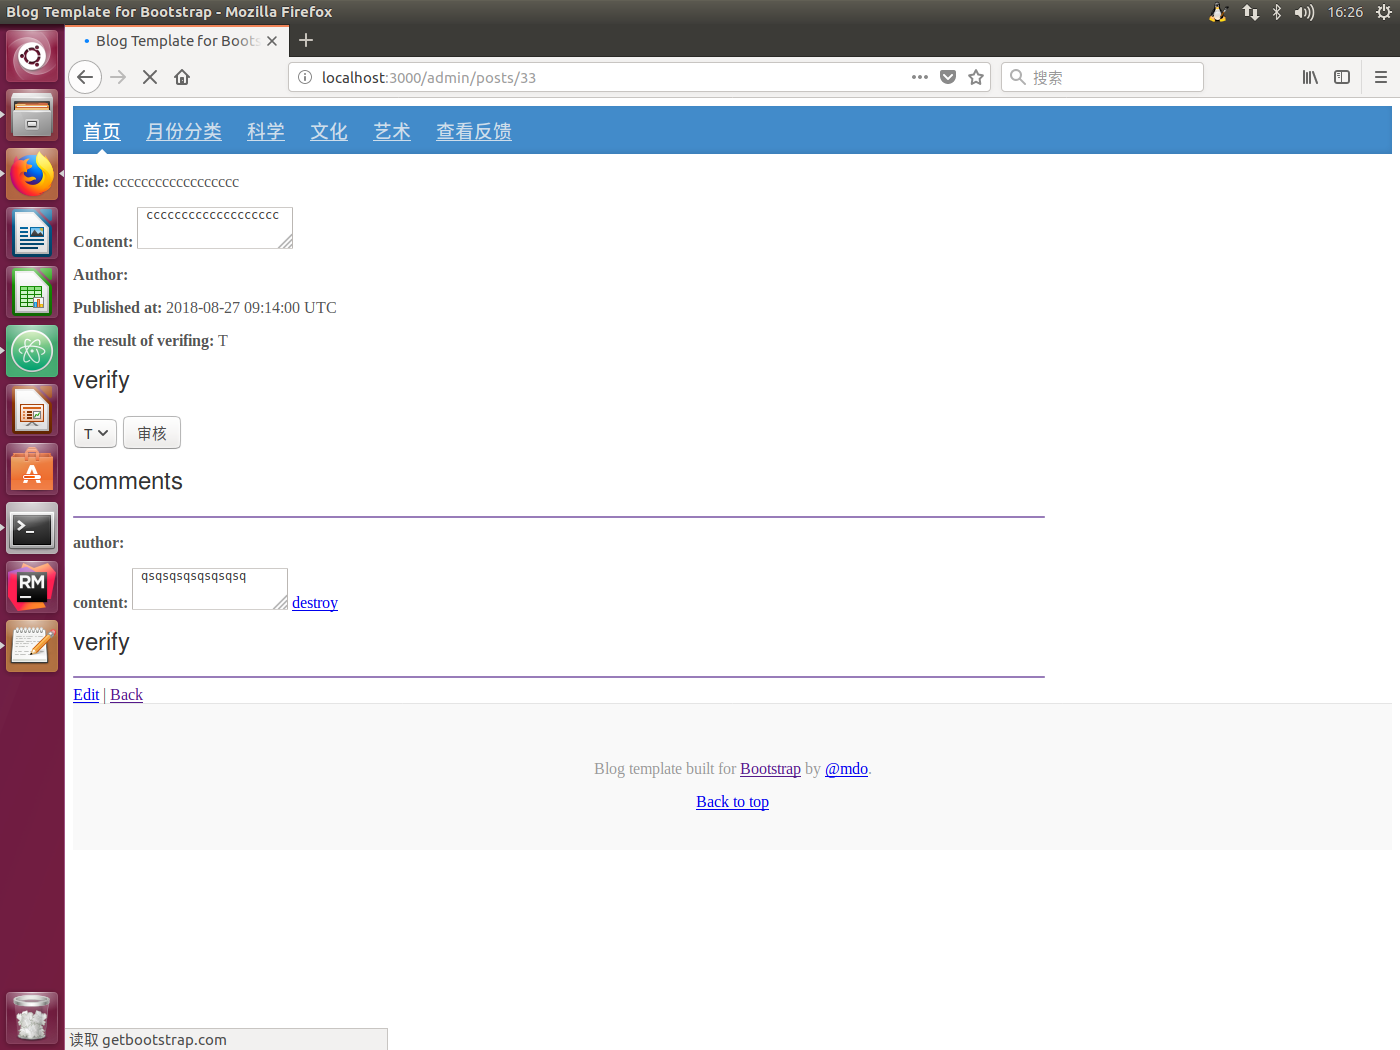 Blog Template for Bootstrap - Mozilla Firefox
16:26
Blog Template for Boots
localhost:3000/admin/posts/33
搜索
首页 月份分类 科学 文化 艺术 查看反馈
Title: cccccccccccccccccc
Content: ccccccccccccccccccc
Author:
Published at: 2018-08-27 09:14:00 UTC
the result of verifing: T
verify
T 审核
comments
author:
content: qsqsqsqsqsqsqsq destroy
verify
Edit | Back
Blog template built for Bootstrap by @mdo.
Back to top
读取 getbootstrap.com
RM